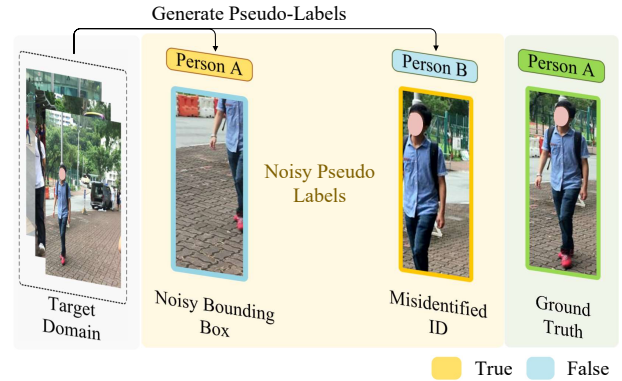 Generate Pseudo-Labels
Person A
Person B
Person A
Noisy Pseudo
Labels
Target
Domain
Noisy Bounding
Box
Misidentified
ID
Ground
Truth
True
False